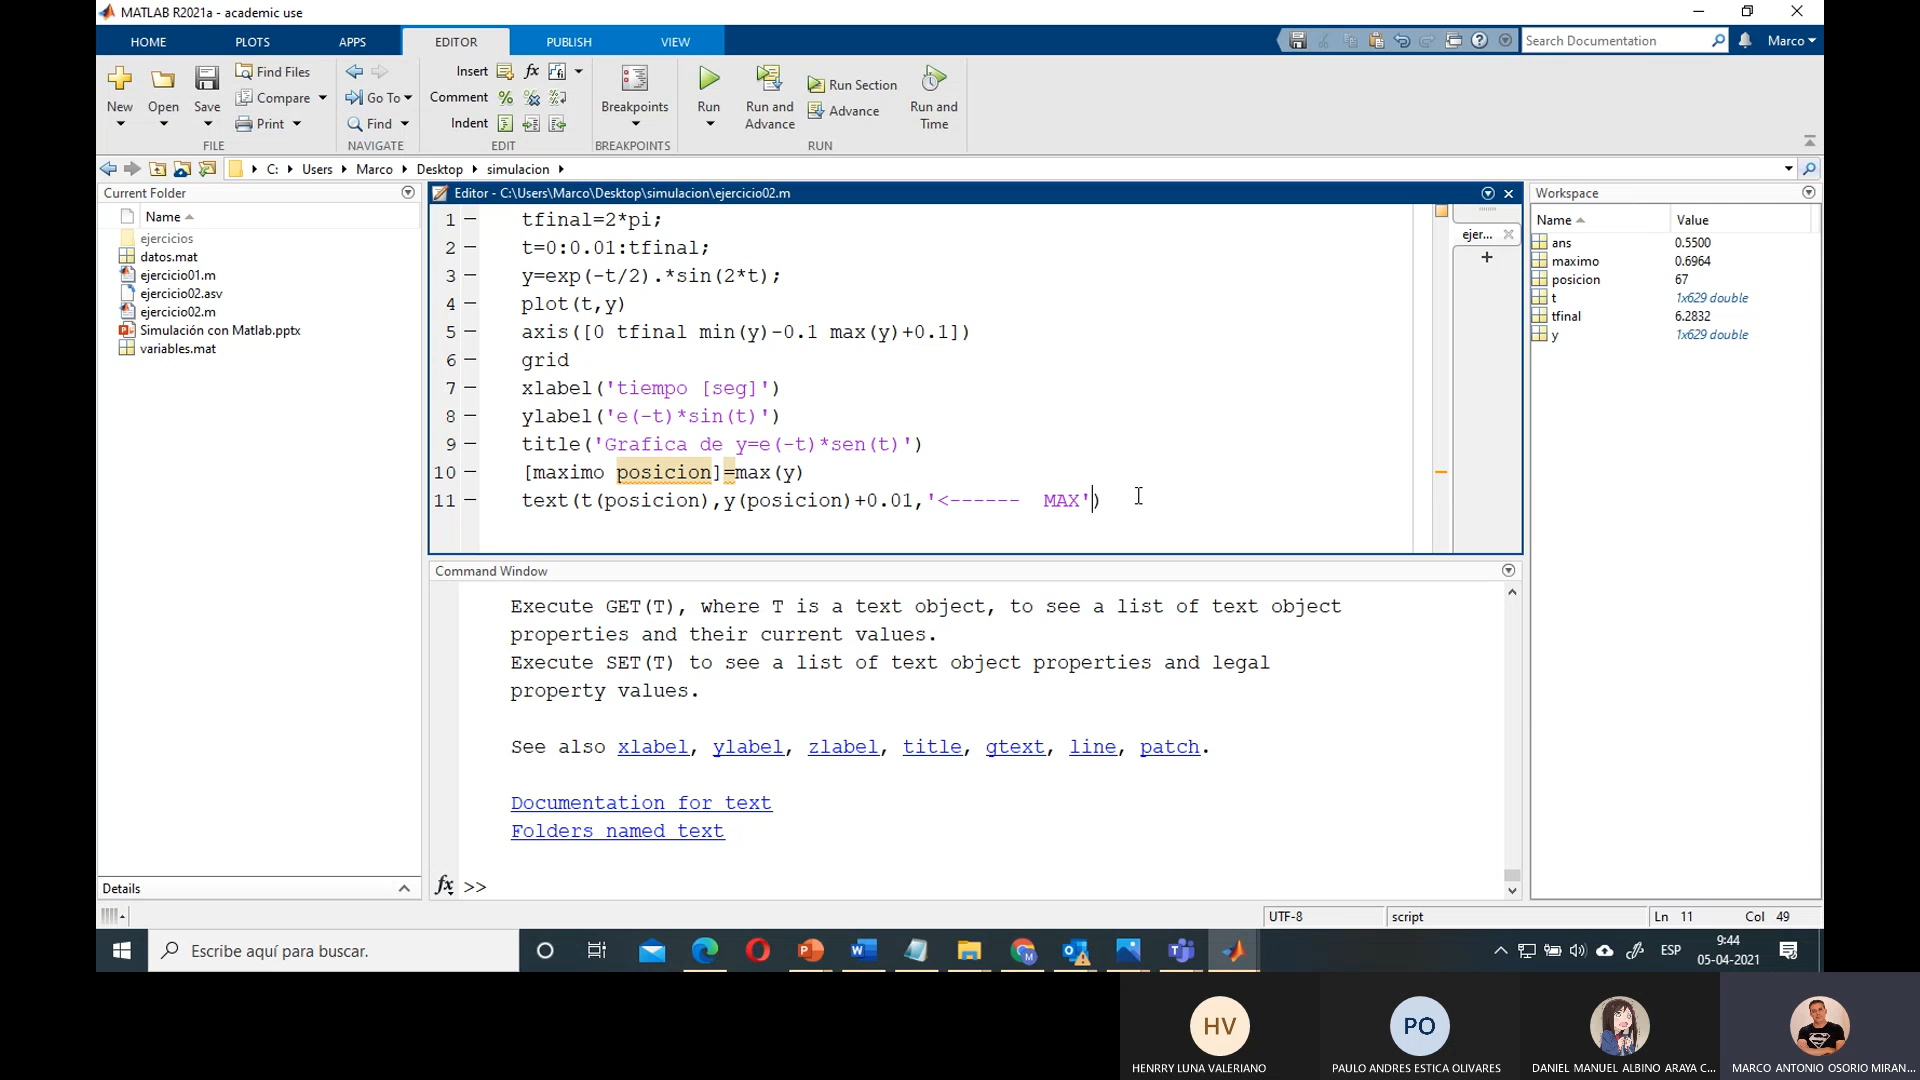 MATLAB R2021a - academic use
HOME PLOTS APPS EDITOR PUBLISH VIEW
Search Documentation
Marco
New Open Save
Find Files
Compare
Print
Go To
Find
Insert fx
Comment
Indent
Breakpoints
Run
Run and Advance
Run Section
Advance
Run and Time
FILE NAVIGATE EDIT BREAKPOINTS RUN
C: Users Marco Desktop simulacion
Current Folder
Name
ejercicios
datos.mat
ejercicio01.m
ejercicio02.asv
ejercicio02.m
Simulación con Matlab.pptx
variables.mat
Details
Editor - C:\Users\Marco\Desktop\simulacion\ejercicio02.m
ejer...
1 tfinal=2*pi;
2 t=0:0.01:tfinal;
3 y=exp(-t/2).*sin(2*t);
4 plot(t,y)
5 axis([0 tfinal min(y)-0.1 max(y)+0.1])
6 grid
7 xlabel('tiempo [seg]')
8 ylabel('e(-t)*sin(t)')
9 title('Grafica de y=e(-t)*sen(t)')
10 [maximo posicion]=max(y)
11 text(t(posicion),y(posicion)+0.01,'<------  MAX')
Command Window
Execute GET(T), where T is a text object, to see a list of text object
properties and their current values.
Execute SET(T) to see a list of text object properties and legal
property values.
See also xlabel, ylabel, zlabel, title, gtext, line, patch.
Documentation for text
Folders named text
fx >>
Workspace
Name Value
ans 0.5500
maximo 0.6964
posicion 67
t 1x629 double
tfinal 6.2832
y 1x629 double
UTF-8 script Ln 11 Col 49
Escribe aquí para buscar.
ESP
9:44
05-04-2021
HV
PO
HENRRY LUNA VALERIANO
PAULO ANDRES ESTICA OLIVARES
DANIEL MANUEL ALBINO ARAYA C...
MARCO ANTONIO OSORIO MIRAN...